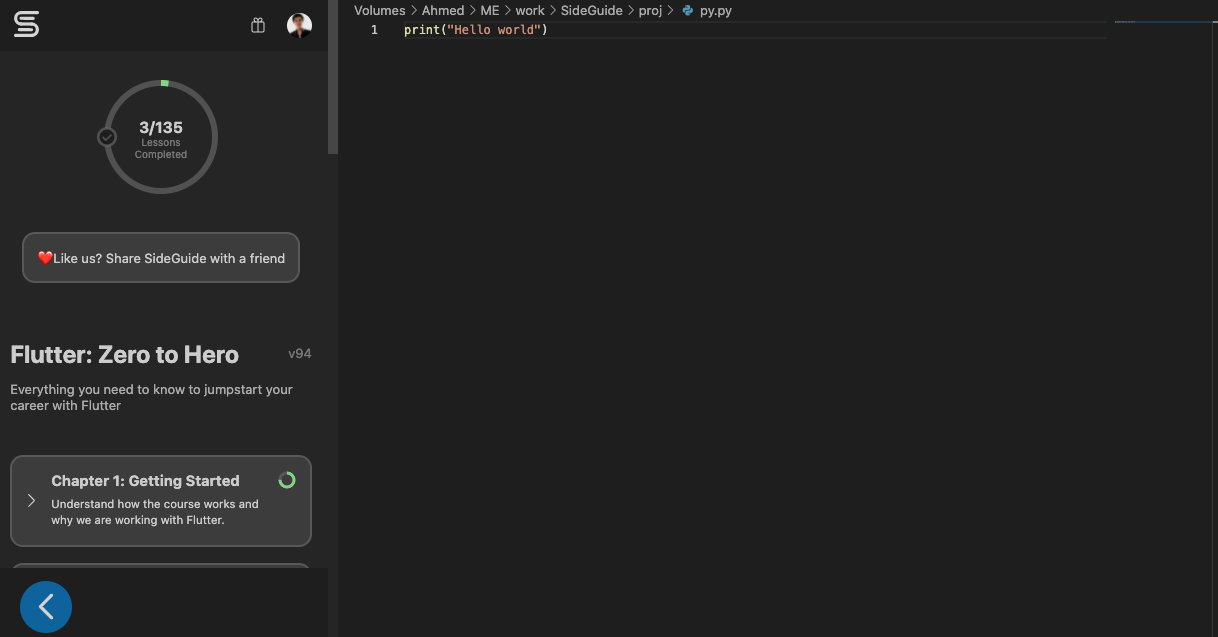 Volumes > Ahmed > ME > work > SideGuide > proj > py.py
1 print("Hello world")
3/135
Lessons
Completed
❤️Like us? Share SideGuide with a friend
Flutter: Zero to Hero v94
Everything you need to know to jumpstart your
career with Flutter
Chapter 1: Getting Started
Understand how the course works and
why we are working with Flutter.